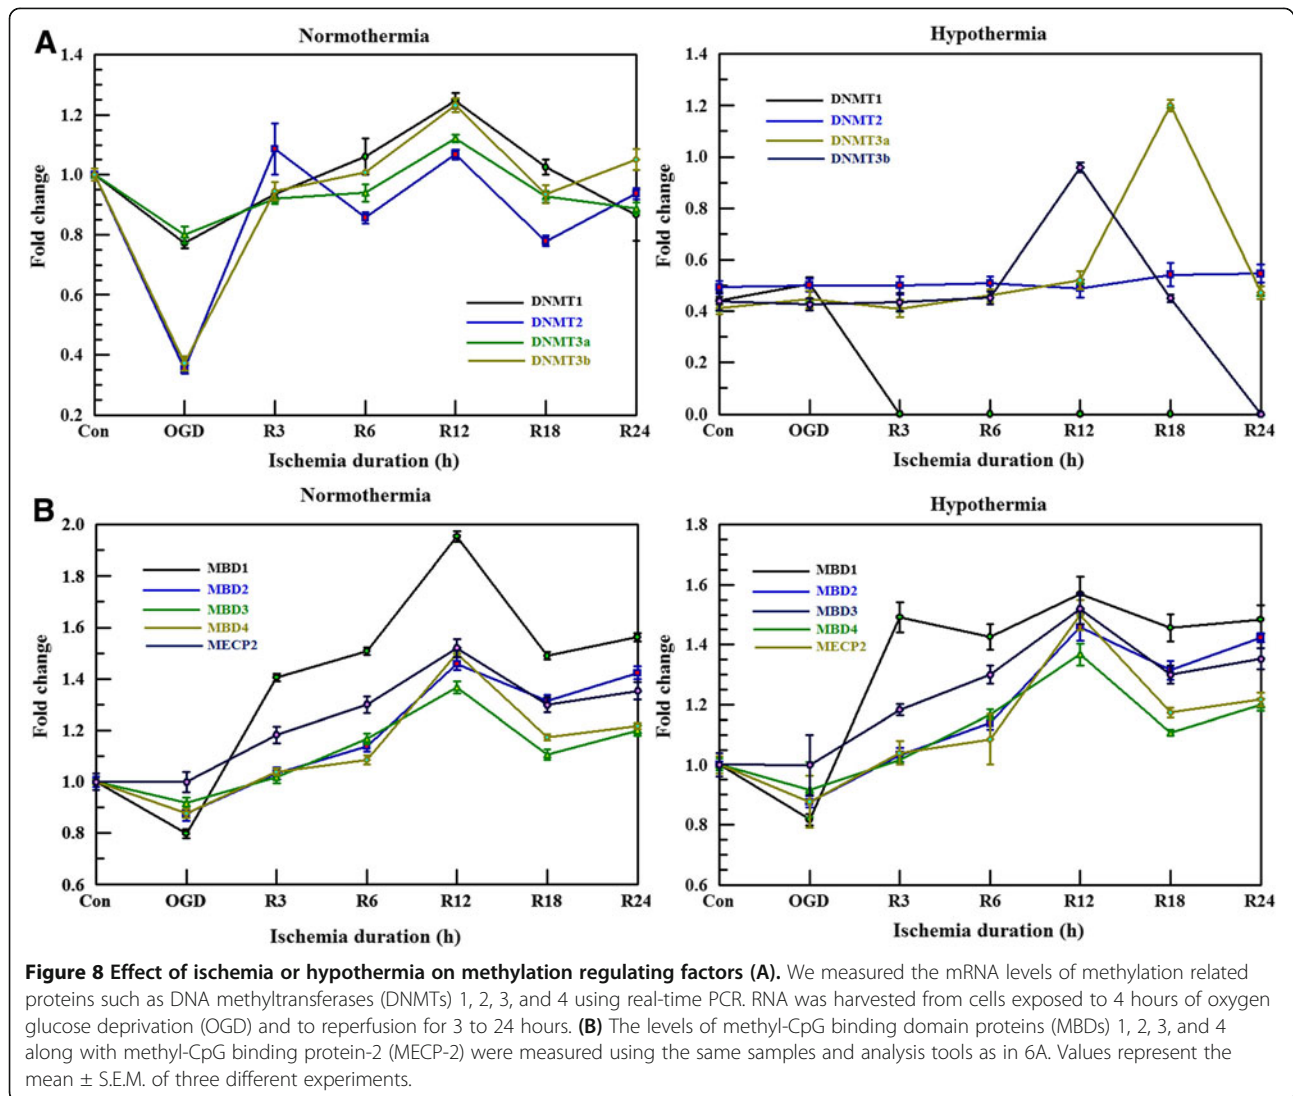 A
Normothermia
1.4
1.2
1.0
0.8
0.6
0.4
0.2
Fold change
DNMT1
DNMT2
DNMT3a
DNMT3b
Con OGD R3 R6 R12 R18 R24
Ischemia duration (h)
Hypothermia
1.4
1.2
1.0
0.8
0.6
0.4
0.2
0.0
Fold change
DNMT1
DNMT2
DNMT3a
DNMT3b
Con OGD R3 R6 R12 R18 R24
Ischemia duration (h)
B
Normothermia
2.0
1.8
1.6
1.4
1.2
1.0
0.8
0.6
Fold change
MBD1
MBD2
MBD3
MBD4
MECP2
Con OGD R3 R6 R12 R18 R24
Ischemia duration (h)
Hypothermia
1.8
1.6
1.4
1.2
1.0
0.8
0.6
Fold change
MBD1
MBD2
MBD3
MBD4
MECP2
Con OGD R3 R6 R12 R18 R24
Ischemia duration (h)
Figure 8 Effect of ischemia or hypothermia on methylation regulating factors (A). We measured the mRNA levels of methylation related
proteins such as DNA methyltransferases (DNMTs) 1, 2, 3, and 4 using real-time PCR. RNA was harvested from cells exposed to 4 hours of oxygen
glucose deprivation (OGD) and to reperfusion for 3 to 24 hours. (B) The levels of methyl-CpG binding domain proteins (MBDs) 1, 2, 3, and 4
along with methyl-CpG binding protein-2 (MECP-2) were measured using the same samples and analysis tools as in 6A. Values represent the
mean ± S.E.M. of three different experiments.